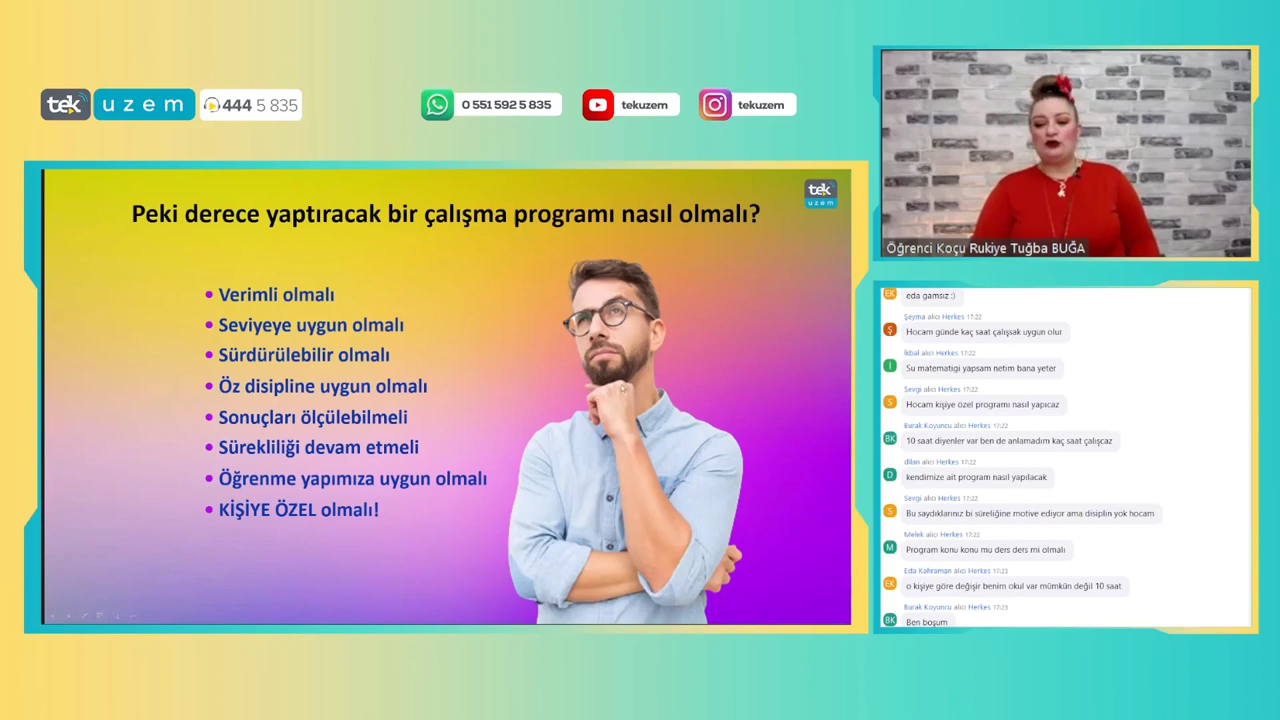 tek uzem 444 5 835
0 551 592 5 835
tekuzem
tekuzem
tek
uzem
Peki derece yaptıracak bir çalışma programı nasıl olmalı?
• Verimli olmalı
• Seviyeye uygun olmalı
• Sürdürülebilir olmalı
• Öz disipline uygun olmalı
• Sonuçları ölçülebilmeli
• Sürekliliği devam etmeli
• Öğrenme yapımıza uygun olmalı
• KİŞİYE ÖZEL olmalı!
Öğrenci Koçu Rukiye Tuğba BUĞA
EK
eda gamsız :)
Şeyma alıcı Herkes 17:22
Ş
Hocam günde kaç saat çalışsak uygun olur
İkbal alıcı Herkes 17:22
İ
Su matematigi yapsam netim bana yeter
Sevgi alıcı Herkes 17:22
S
Hocam kişiye özel programı nasıl yapıcaz
Burak Koyuncu alıcı Herkes 17:22
BK
10 saat diyenler var ben de anlamadım kaç saat çalışcaz
dilan alıcı Herkes 17:22
D
kendimize ait program nasıl yapılacak
Sevgi alıcı Herkes 17:22
S
Bu saydıklarınız bi süreliğine motive ediyor ama disiplin yok hocam
Melek alıcı Herkes 17:22
M
Program konu konu mu ders ders mi olmalı
Eda Kahraman alıcı Herkes 17:23
EK
o kişiye göre değişir benim okul var mümkün değil 10 saat
Burak Koyuncu alıcı Herkes 17:23
BK
Ben boşum